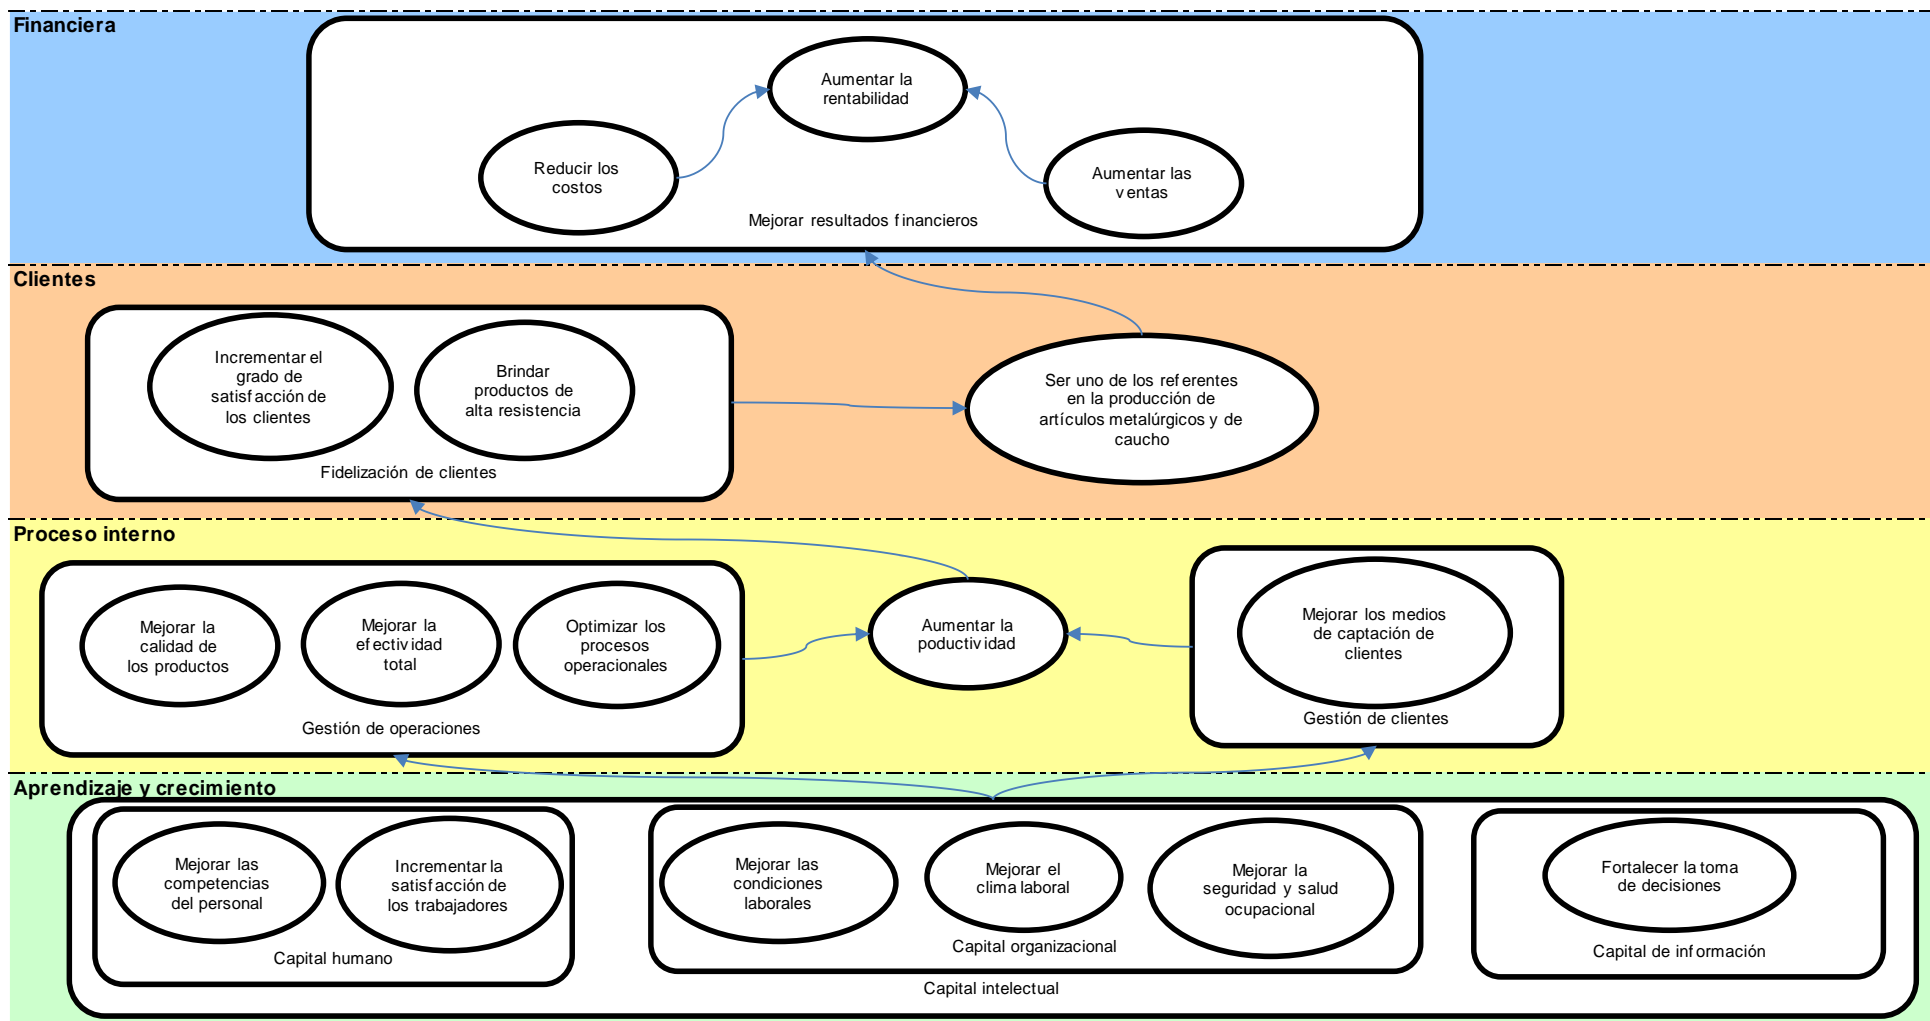 Financiera
Aumentar la
rentabilidad
Reducir los
costos
Aumentar las
ventas
Mejorar resultados financieros
Clientes
Incrementar el
grado de
satisfacción de
los clientes
Brindar
productos de
alta resistencia
Fidelización de clientes
Ser uno de los referentes
en la producción de
artículos metalúrgicos y de
caucho
Proceso interno
Mejorar la
calidad de
los productos
Mejorar la
efectividad
total
Optimizar los
procesos
operacionales
Gestión de operaciones
Aumentar la
poductividad
Mejorar los medios
de captación de
clientes
Gestión de clientes
Aprendizaje y crecimiento
Mejorar las
competencias
del personal
Incrementar la
satisfacción de
los trabajadores
Capital humano
Mejorar las
condiciones
laborales
Mejorar el
clima laboral
Mejorar la
seguridad y salud
ocupacional
Capital organizacional
Fortalecer la toma
de decisiones
Capital de información
Capital intelectual